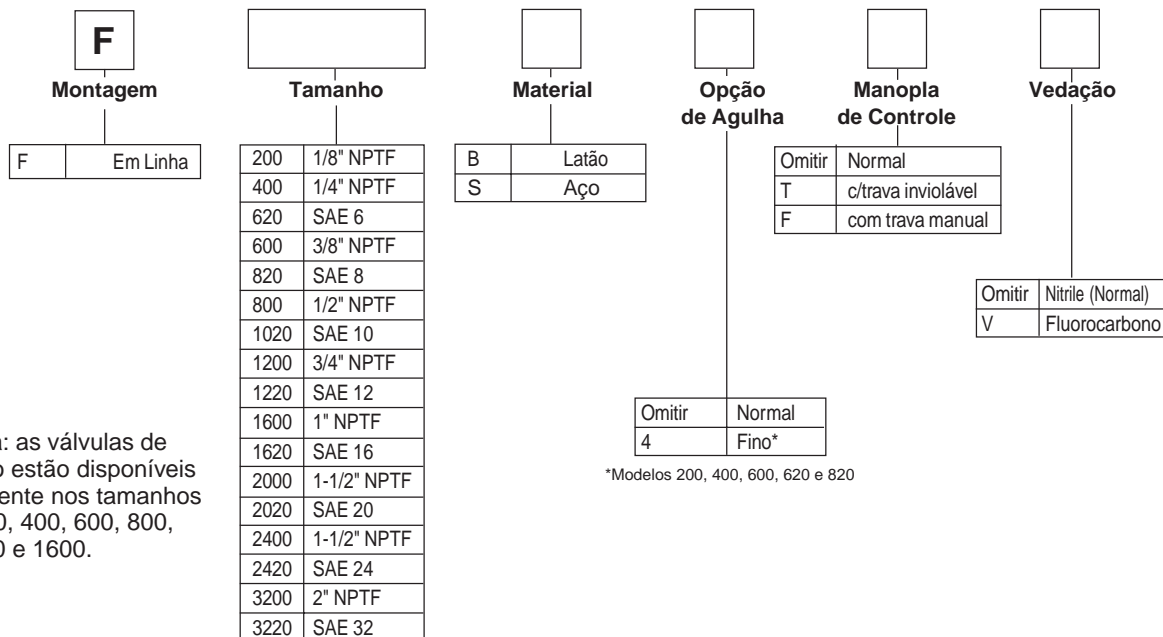 F
Montagem
F Em Linha
Tamanho
200 1/8" NPTF
400 1/4" NPTF
620 SAE 6
600 3/8" NPTF
820 SAE 8
800 1/2" NPTF
1020 SAE 10
1200 3/4" NPTF
1220 SAE 12
1600 1" NPTF
1620 SAE 16
2000 1-1/2" NPTF
2020 SAE 20
2400 1-1/2" NPTF
2420 SAE 24
3200 2" NPTF
3220 SAE 32
Material
B Latão
S Aço
Opção
de Agulha
Omitir Normal
4 Fino*
*Modelos 200, 400, 600, 620 e 820
Manopla
de Controle
Omitir Normal
T c/trava inviolável
F com trava manual
Vedação
Omitir Nitrile (Normal)
V Fluorocarbono
: as válvulas de
estão disponíveis
nos tamanhos
400, 600, 800,
e 1600.